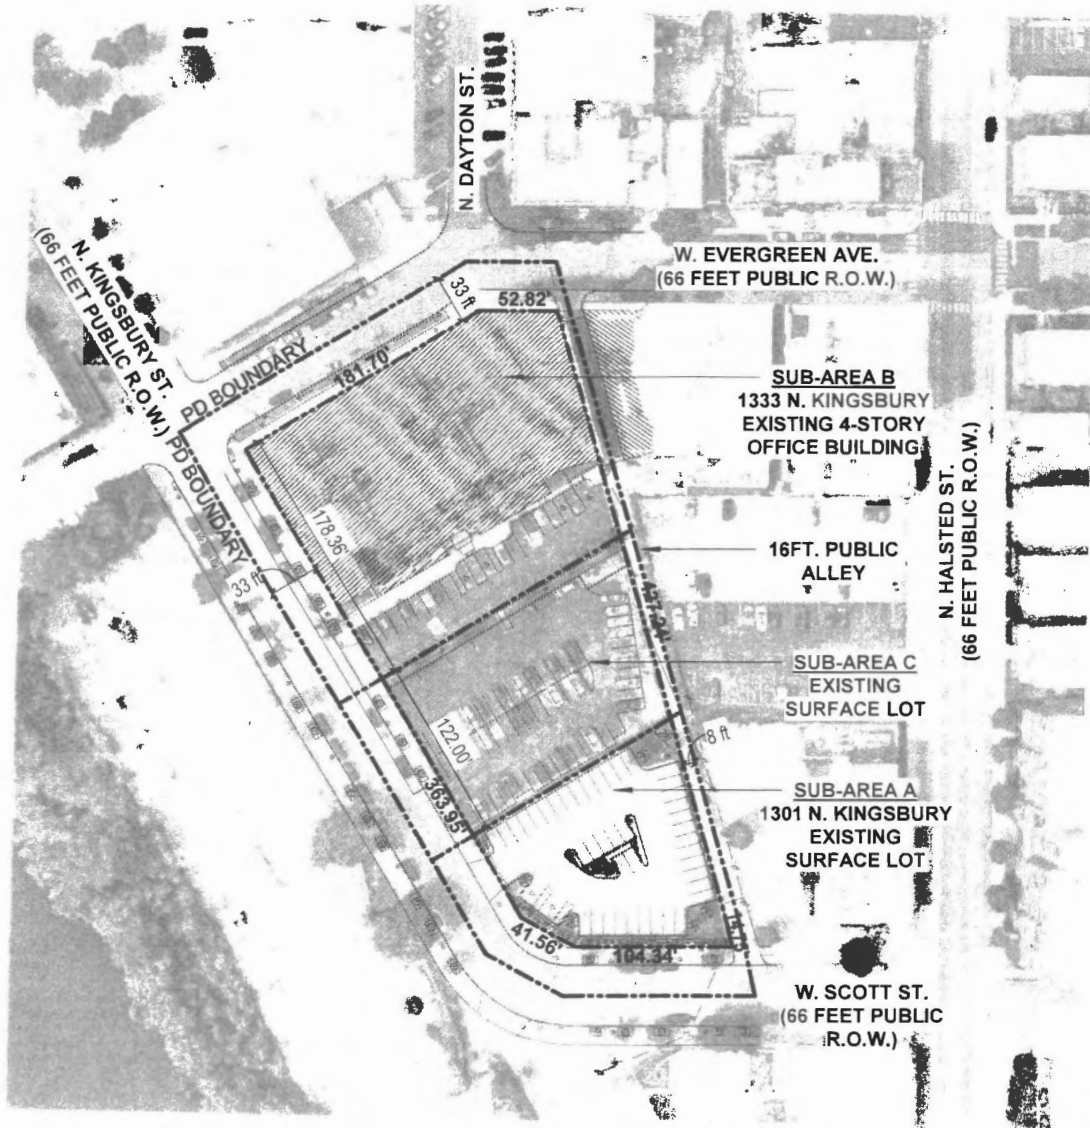 N. DAYTON ST.
W. EVERGREEN AVE.
(66 FEET PUBLIC R.O.W.)
N. KINGSBURY ST.
(66 FEET PUBLIC R.O.W.)
33 ft
52.82'
PD BOUNDARY
181.70'
SUB-AREA B
1333 N. KINGSBURY
EXISTING 4-STORY
OFFICE BUILDING
PD BOUNDARY
178.36'
33 ft
16FT. PUBLIC
ALLEY
N. HALSTED ST.
(66 FEET PUBLIC R.O.W.)
SUB-AREA C
EXISTING
SURFACE LOT
122.00'
8 ft
363.95'
SUB-AREA A
1301 N. KINGSBURY
EXISTING
SURFACE LOT
41.56'
104.34'
W. SCOTT ST.
(66 FEET PUBLIC
R.O.W.)